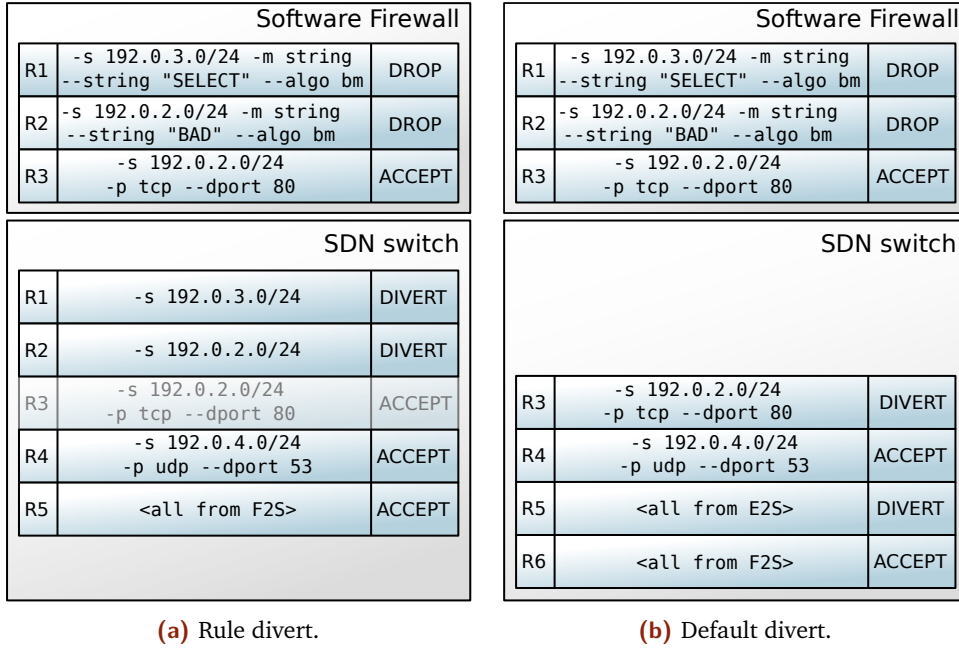 Software Firewall
R1 -s 192.0.3.0/24 -m string DROP
--string "SELECT" --algo bm
R2 -s 192.0.2.0/24 -m string DROP
--string "BAD" --algo bm
R3 -s 192.0.2.0/24 ACCEPT
-p tcp --dport 80
SDN switch
R1 -s 192.0.3.0/24 DIVERT
R2 -s 192.0.2.0/24 DIVERT
R3 -s 192.0.2.0/24 ACCEPT
-p tcp --dport 80
R4 -s 192.0.4.0/24 ACCEPT
-p udp --dport 53
R5 <all from F2S> ACCEPT
(a) Rule divert.
Software Firewall
R1 -s 192.0.3.0/24 -m string DROP
--string "SELECT" --algo bm
R2 -s 192.0.2.0/24 -m string DROP
--string "BAD" --algo bm
R3 -s 192.0.2.0/24 ACCEPT
-p tcp --dport 80
SDN switch
R3 -s 192.0.2.0/24 DIVERT
-p tcp --dport 80
R4 -s 192.0.4.0/24 ACCEPT
-p udp --dport 53
R5 <all from E2S> DIVERT
R6 <all from F2S> ACCEPT
(b) Default divert.